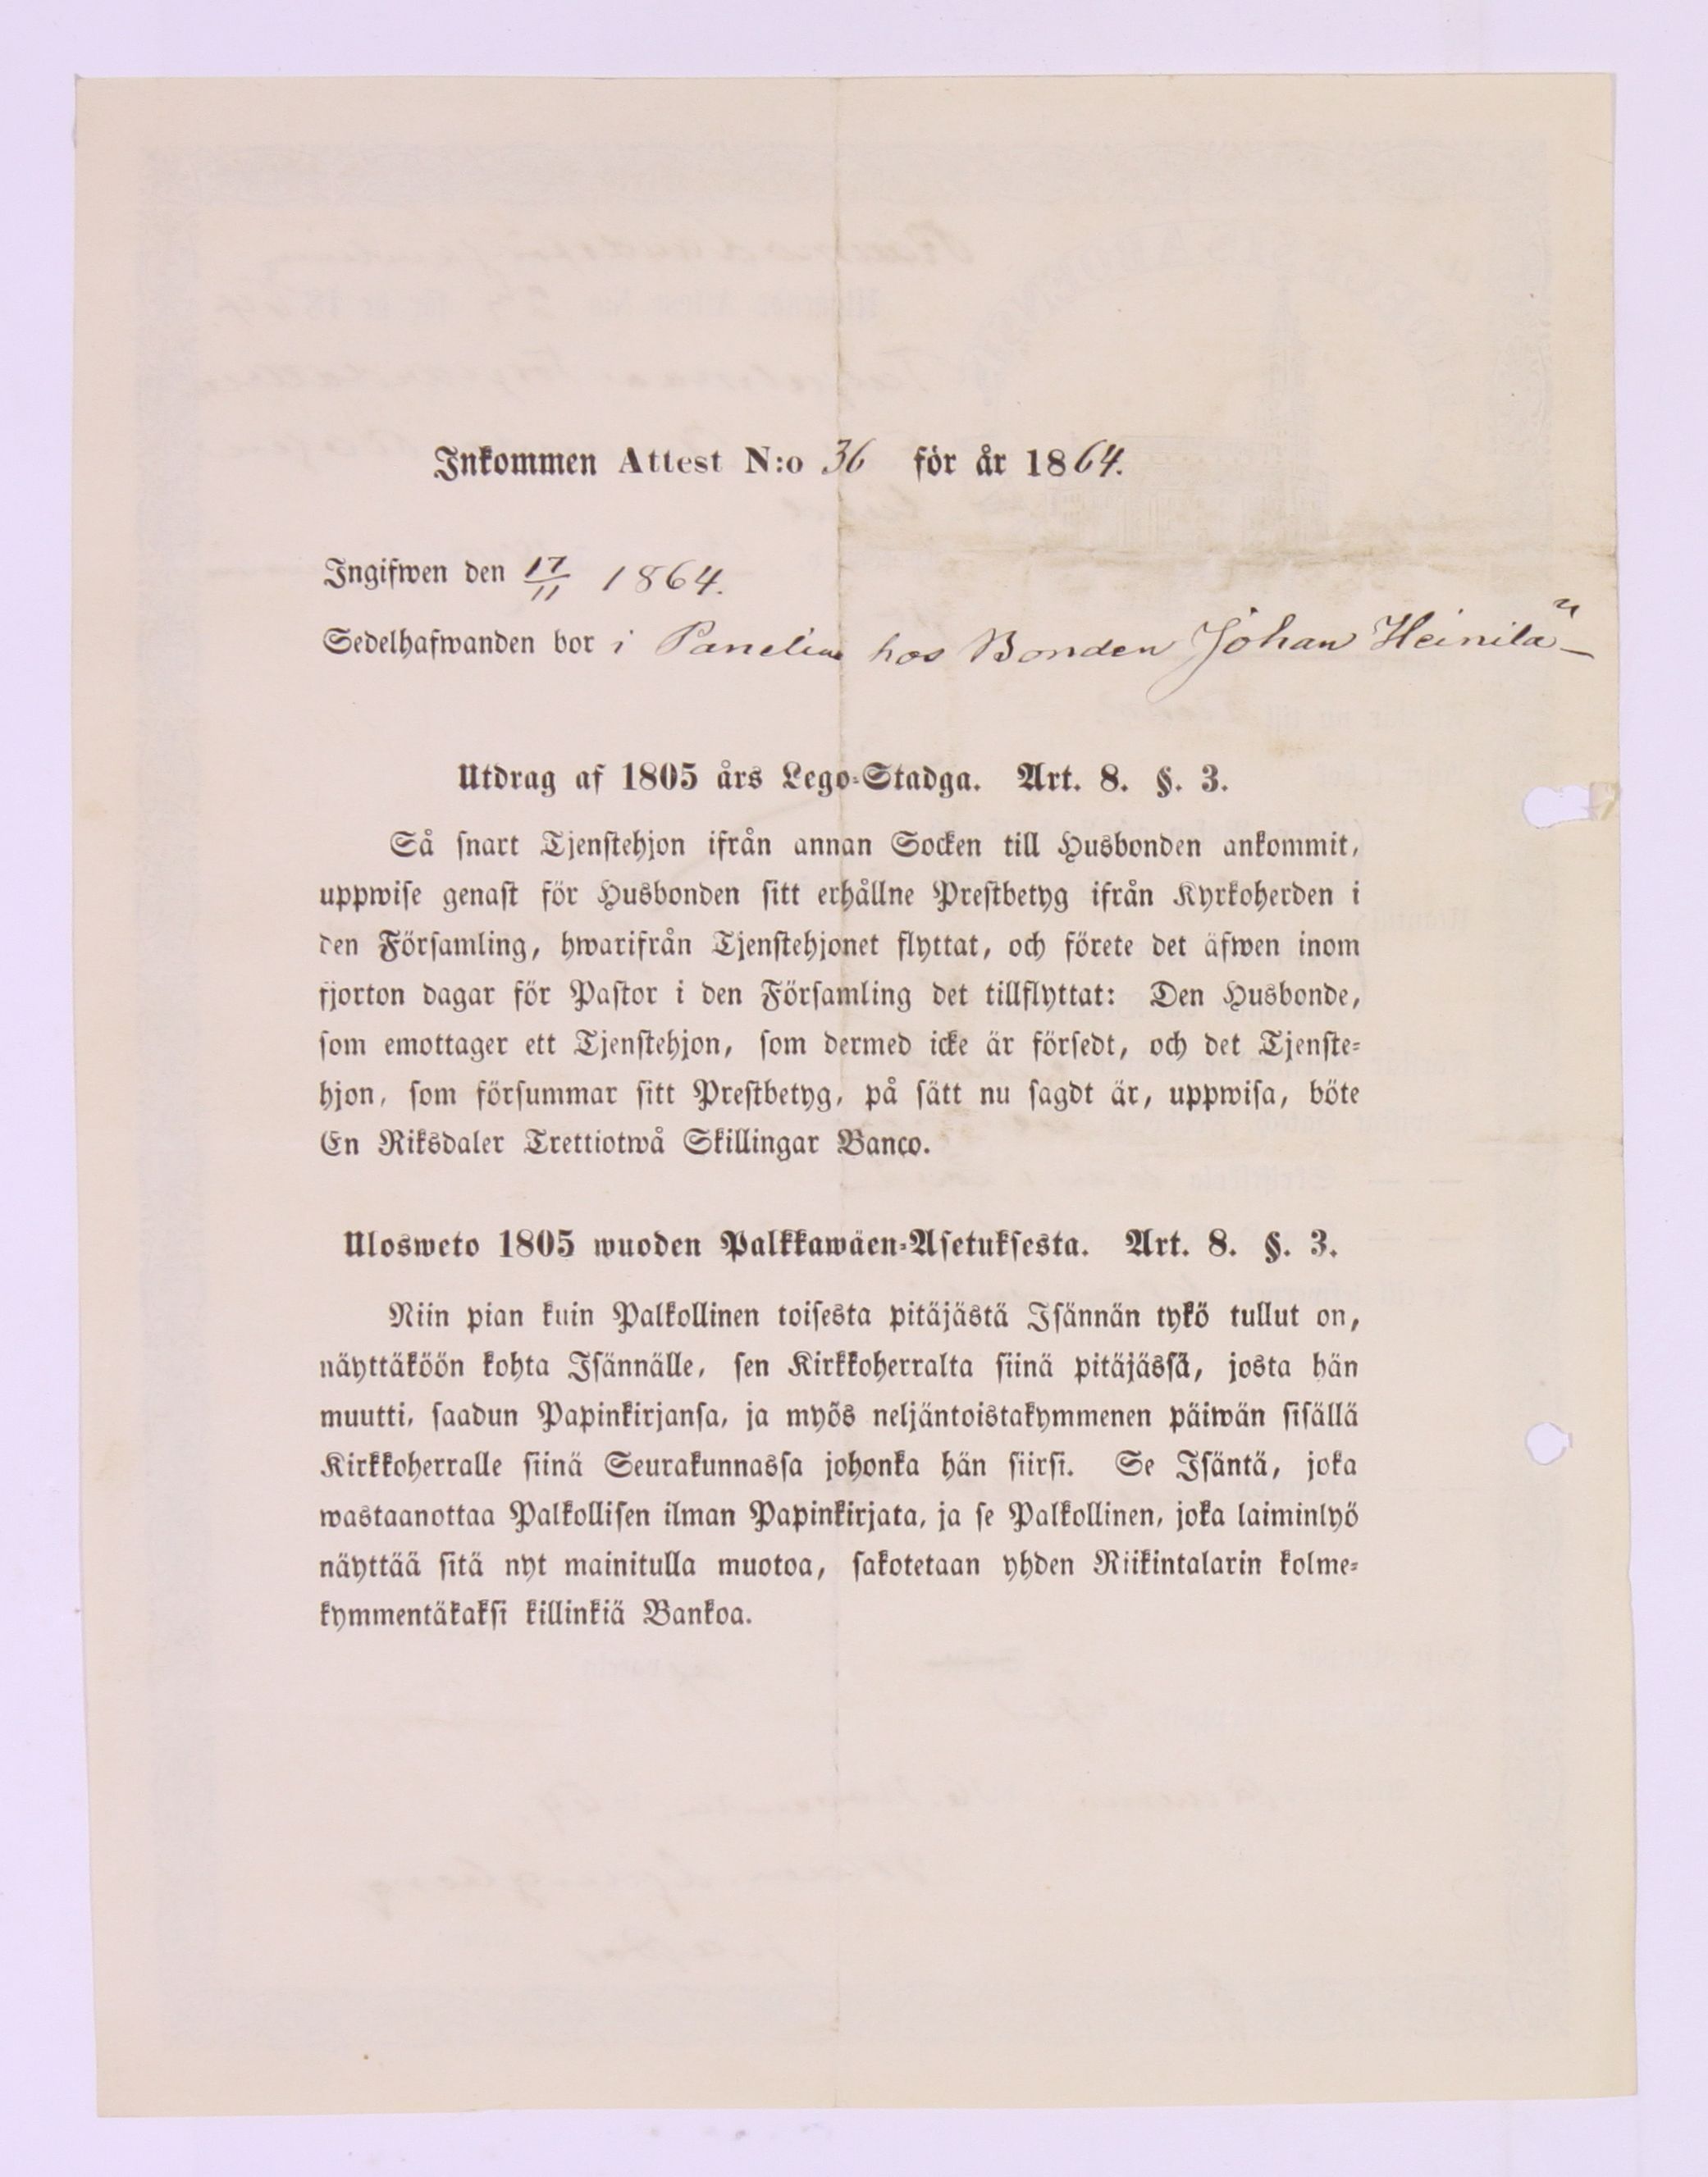 Inkommen Attest N:o 36 för år 1864.
Ingifwen den 17/11 1864.
Sedelhafwanden bor i Panelia hos Bonden Johan Heinilä
Utdrag af 1805 års Lego-Stadga. Art. 8. §. 3.
Så snart Tjenstehjon ifrån annan Socken till Husbonden ankommit,
uppwise genast för Husbonden sitt erhållne Prestbetyg ifrån Kyrkoherden i
den Församling, hwarifrån Tjenstehjonet flyttat, och förete det äfwen inom
fjorton dagar för Pastor i den Församling det tillflyttat: Den Husbonde,
som emottager ett Tjenstehjon, som dermed icke är försedt, och det Tjenste-
hjon, som försummar sitt Prestbetyg, på sätt nu sagdt är, uppwisa, böte
En Riksdaler Trettiotwå Skillingar Banco.
Ulosweto 1805 wuoden Palkkawäen-Asetuksesta. Art. 8. §. 3.
Niin pian kuin Palkollinen toisesta pitäjästä Isännän tykö tullut on,
näyttäköön kohta Isännälle, sen Kirkkoherralta siinä pitäjässä, josta hän
muutti, saadun Papinkirjansa, ja myös neljäntoistakymmenen päiwän sisällä
Kirkkoherralle siinä Seurakunnassa johonka hän siirsi. Se Isäntä, joka
wastaanottaa Palkollisen ilman Papinkirjata, ja se Palkollinen, joka laiminlyö
näyttää sitä nyt mainitulla muotoa, sakotetaan yhden Riikintalarin kolme-
kymmentäkaksi killinkiä Bankoa.